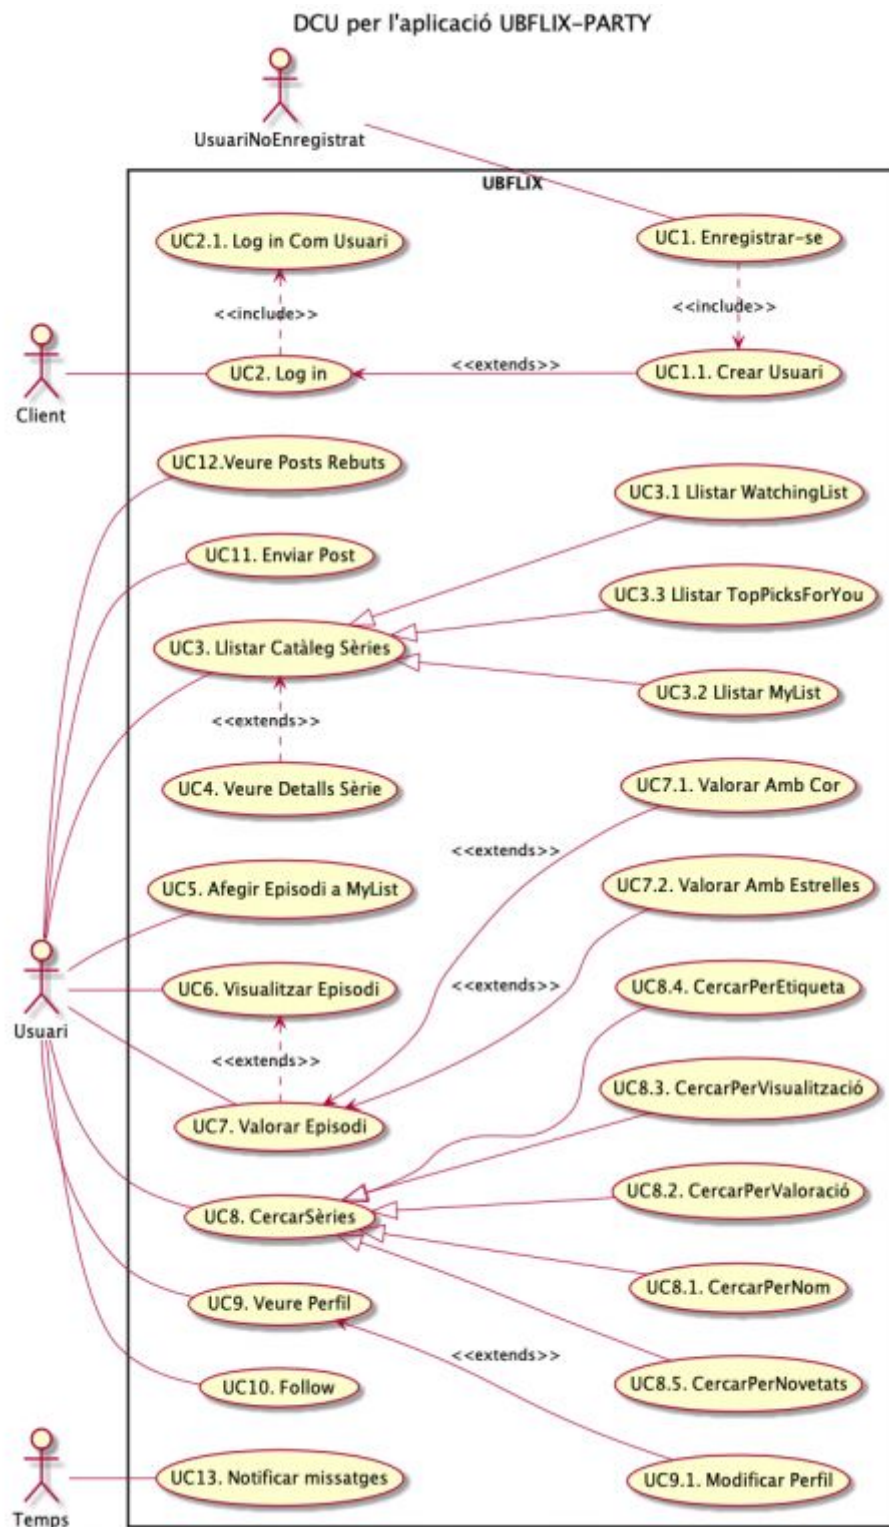 DCU per l'aplicació UBFLIX-PARTY
UsuariNoEnregistrat
UBFLIX
UC2.1. Log in Com Usuari
UC1. Enregistrar-se
<<include>>
<<include>>
Client
UC2. Log in
<<extends>>
UC1.1. Crear Usuari
UC12.Veure Posts Rebuts
UC3.1 Llistar WatchingList
UC11. Enviar Post
UC3.3 Llistar TopPicksForYou
UC3. Llistar Catàleg Sèries
UC3.2 Llistar MyList
<<extends>>
UC4. Veure Detalls Sèrie
UC7.1. Valorar Amb Cor
<<extends>>
UC5. Afegir Episodi a MyList
UC7.2. Valorar Amb Estrelles
Usuari
UC6. Visualitzar Episodi
<<extends>>
UC8.4. CercarPerEtiqueta
<<extends>>
UC8.3. CercarPerVisualització
UC7. Valorar Episodi
UC8.2. CercarPerValoració
UC8. CercarSèries
UC8.1. CercarPerNom
UC9. Veure Perfil
<<extends>>
UC8.5. CercarPerNovetats
UC10. Follow
Temps
UC13. Notificar missatges
UC9.1. Modificar Perfil